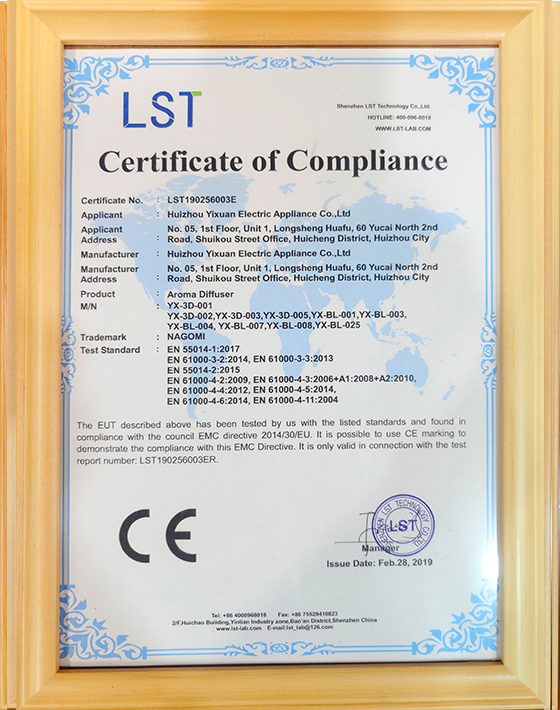 LST
Shenzhen LST Technology Co.,Ltd.
HOTLINE: 400-096-8018
WWW.LST-LAB.COM
Certificate of Compliance
Certificate No. : LST190256003E
Applicant : Huizhou Yixuan Electric Appliance Co.,Ltd
Applicant : No. 05, 1st Floor, Unit 1, Longsheng Huafu, 60 Yucai North 2nd
Address Road, Shuikou Street Office, Huicheng District, Huizhou City
Manufacturer : Huizhou Yixuan Electric Appliance Co.,Ltd
Manufacturer : No. 05, 1st Floor, Unit 1, Longsheng Huafu, 60 Yucai North 2nd
Address Road, Shuikou Street Office, Huicheng District, Huizhou City
Product : Aroma Diffuser
M/N : YX-3D-001
YX-3D-002,YX-3D-003,YX-3D-005,YX-BL-001,YX-BL-003,
YX-BL-004, YX-BL-007,YX-BL-008,YX-BL-025
Trademark : NAGOMI
Test Standard : EN 55014-1:2017
EN 61000-3-2:2014, EN 61000-3-3:2013
EN 55014-2:2015
EN 61000-4-2:2009, EN 61000-4-3:2006+A1:2008+A2:2010,
EN 61000-4-4:2012, EN 61000-4-5:2014,
EN 61000-4-6:2014, EN 61000-4-11:2004
The EUT described above has been tested by us with the listed standards and found in
compliance with the council EMC directive 2014/30/EU. It is possible to use CE marking to
demonstrate the compliance with this EMC Directive. It is only valid in connection with the test
report number: LST190256003ER.
CE
SHENZHEN LST TECHNOLOGY CO.,LTD
LST
Manager
Issue Date: Feb.28, 2019
Tel: +86 4000968018 Fax: +86 75529410823
2/F,Huichao Building,Yintian Industry zone,Bao'an District,Shenzhen China
www.lst-lab.com E-mail:lst_lab@126.com